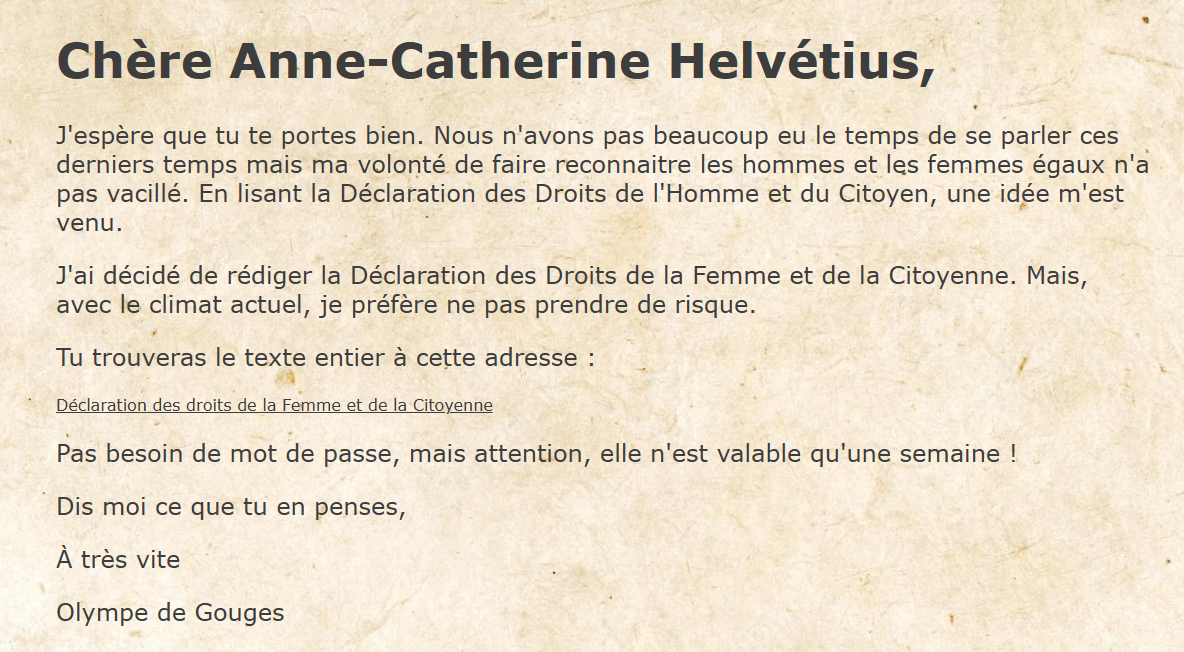 Chère Anne-Catherine Helvétius,
J'espère que tu te portes bien. Nous n'avons pas beaucoup eu le temps de se parler ces
derniers temps mais ma volonté de faire reconnaitre les hommes et les femmes égaux n'a
pas vacillé. En lisant la Déclaration des Droits de l'Homme et du Citoyen, une idée m'est
venu.
J'ai décidé de rédiger la Déclaration des Droits de la Femme et de la Citoyenne. Mais,
avec le climat actuel, je préfère ne pas prendre de risque.
Tu trouveras le texte entier à cette adresse :
Déclaration des droits de la Femme et de la Citoyenne
Pas besoin de mot de passe, mais attention, elle n'est valable qu'une semaine !
Dis moi ce que tu en penses,
À très vite
Olympe de Gouges